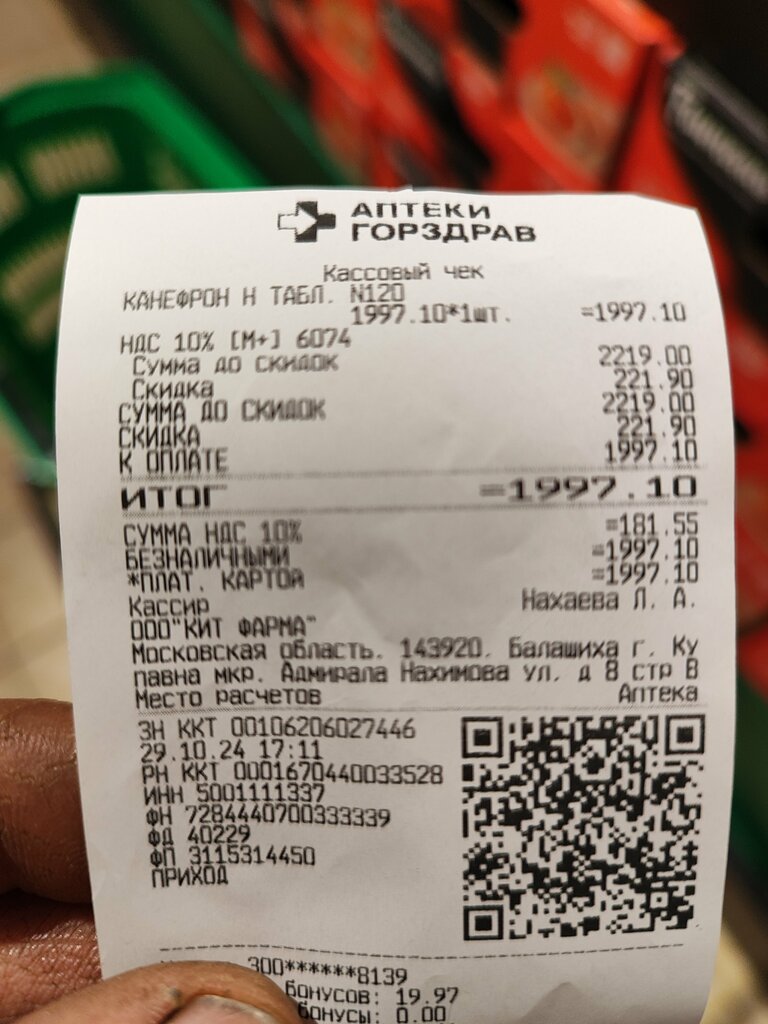 АПТЕКИ
ГОРЗДРАВ
Кассовый чек
КАНЕФРОН Н ТАБЛ. N120
1997.10*1шт. =1997.10
НДС 10% [М+] 6074
Сумма до скидок 2219.00
Скидка 221.90
СУММА ДО СКИДОК 2219.00
СКИДКА 221.90
К ОПЛАТЕ 1997.10
ИТОГ =1997.10
СУММА НДС 10% =181.55
БЕЗНАЛИЧНЫМИ =1997.10
*ПЛАТ. КАРТОЙ =1997.10
Кассир Нахаева Л. А.
ООО"КИТ ФАРМА"
Московская область. 143920. Балашиха г. Ку
павна мкр. Адмирала Нахимова ул. д 8 стр В
Место расчетов Аптека
ЗН ККТ 00106206027446
29.10.24 17:11
РН ККТ 0001670440033528
ИНН 5001111337
ФН 7284440700333339
ФД 40229
ФП 3115314450
ПРИХОД
300******8139
бонусов: 19.97
бонусы: 0.00